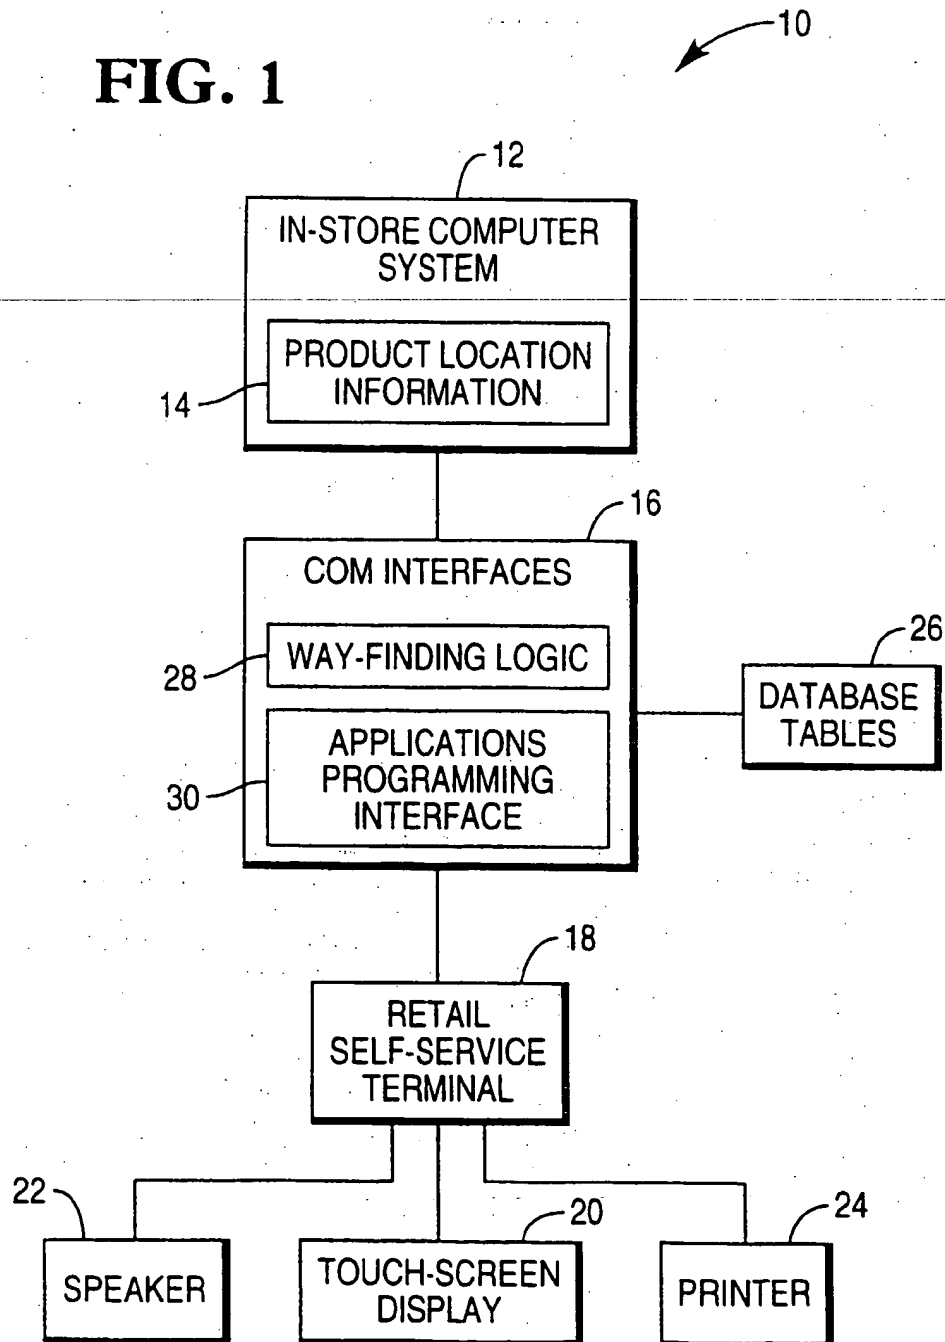 10
FIG. 1
12
IN-STORE COMPUTER
SYSTEM
PRODUCT LOCATION
INFORMATION
14
16
COM INTERFACES
WAY-FINDING LOGIC
28
26
DATABASE
TABLES
APPLICATIONS
PROGRAMMING
INTERFACE
30
18
RETAIL
SELF-SERVICE
TERMINAL
22
20
24
SPEAKER
TOUCH-SCREEN
DISPLAY
PRINTER